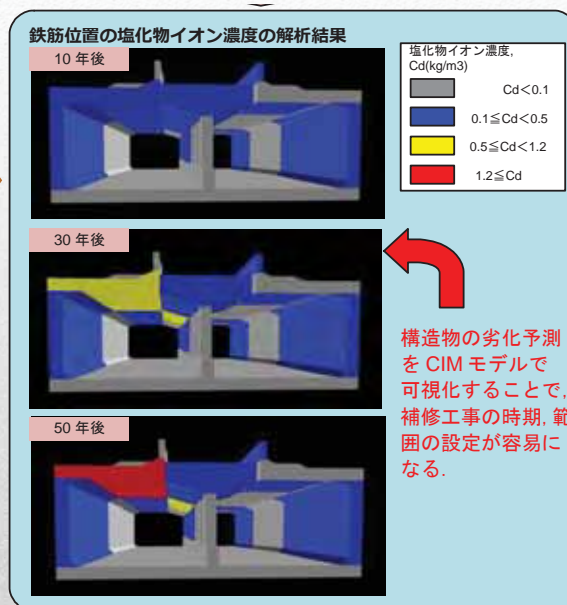 鉄筋位置の塩化物イオン濃度の解析結果
10 年後
30 年後
50 年後
塩化物イオン濃度,
Cd(kg/m3)
Cd<0.1
0.1≦Cd<0.5
0.5≦Cd<1.2
1.2≦Cd
構造物の劣化予測
を CIM モデルで
可視化することで,
補修工事の時期, 範
囲の設定が容易に
なる.